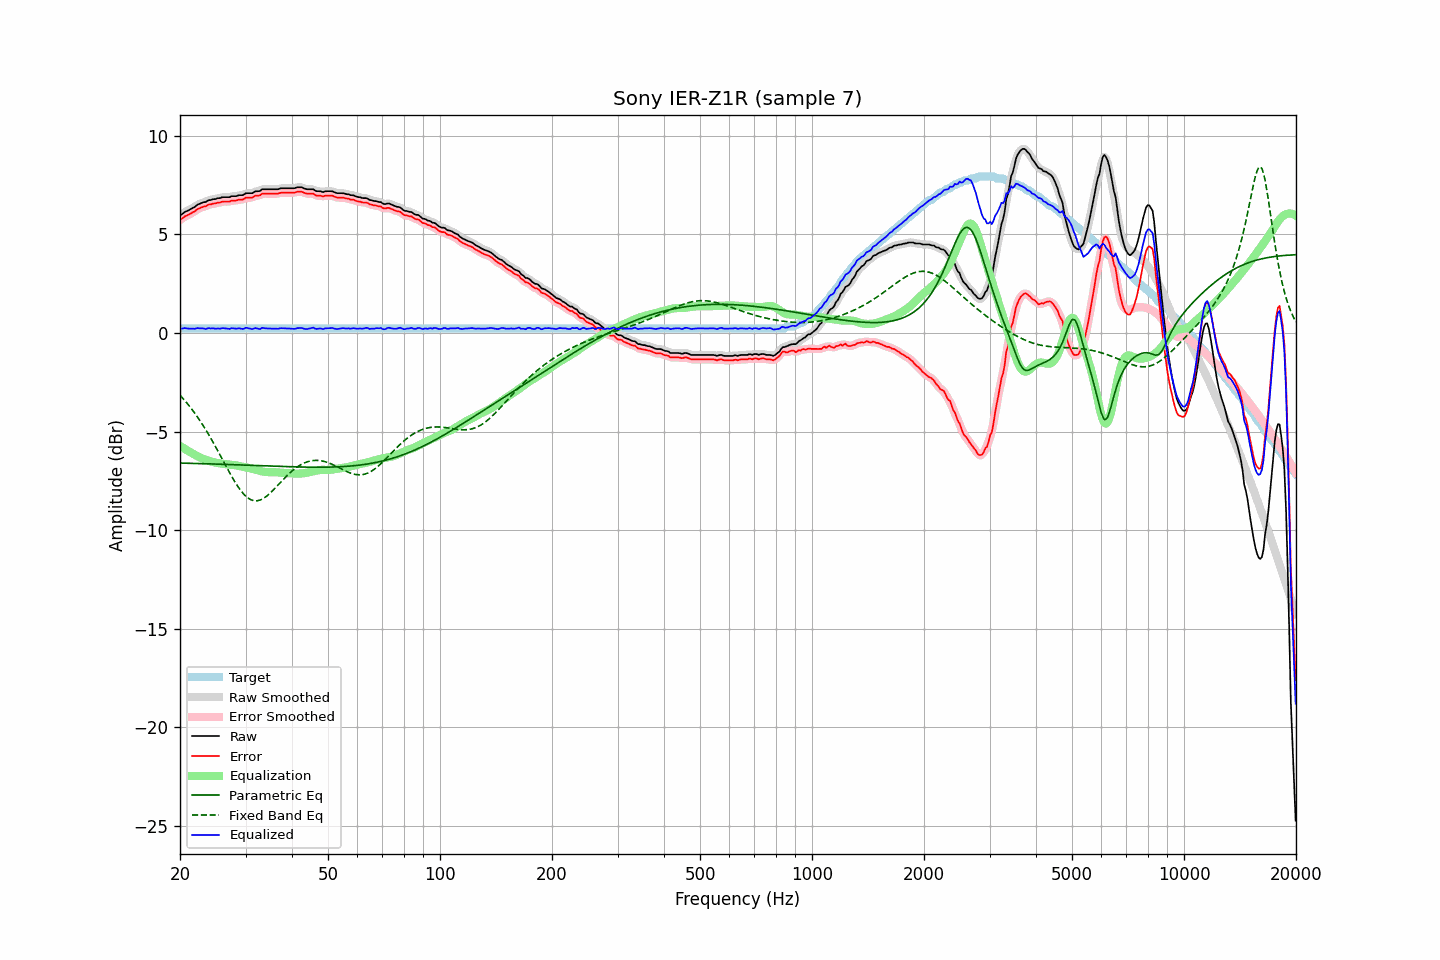 Sony IER-Z1R (sample 7)
10
5
0
−5
−10
−15
−20
−25
Amplitude (dBr)
Target
Raw Smoothed
Error Smoothed
Raw
Error
Equalization
Parametric Eq
Fixed Band Eq
Equalized
20 50 100 200 500 1000 2000 5000 10000 20000
Frequency (Hz)